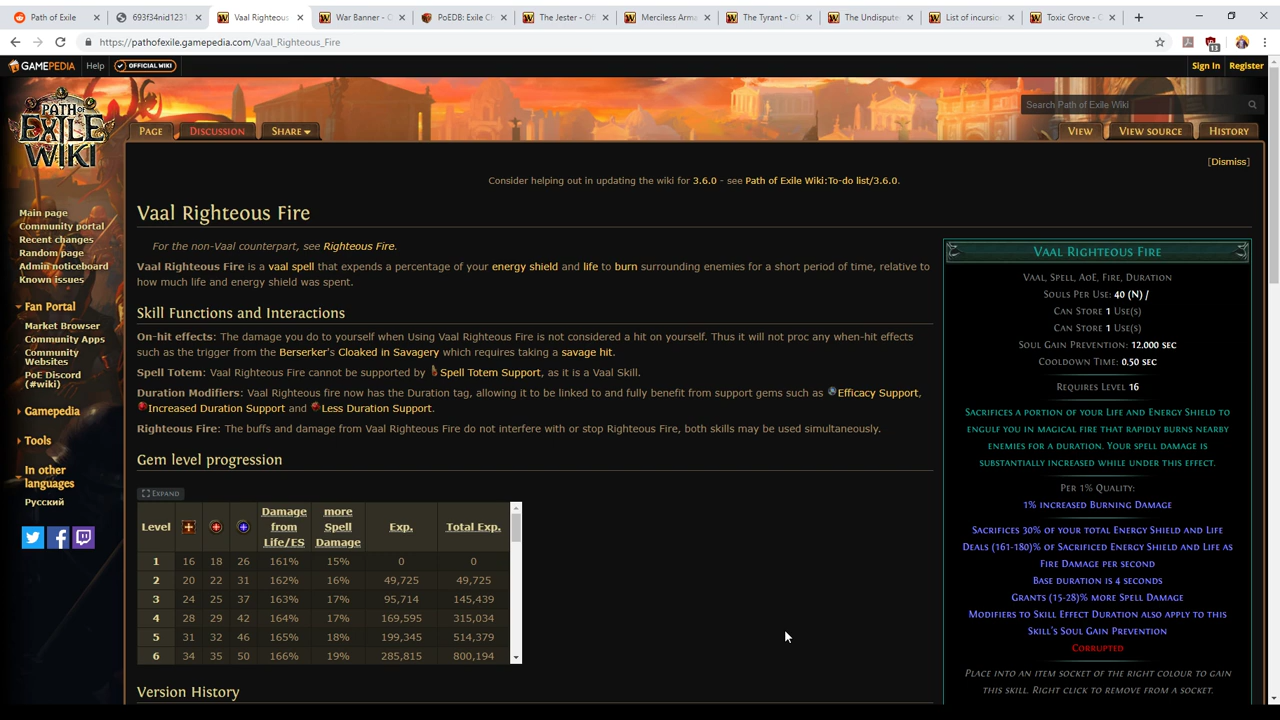 Path of Exile
693f34nid1231
Vaal Righteous
War Banner - C
PoEDB: Exile Ch
The Jester - Off
Merciless Arma
The Tyrant - Off
The Undisputed
List of incursion
Toxic Grove - C
https://pathofexile.gamepedia.com/Vaal_Righteous_Fire
13
GAMEPEDIA
Help
OFFICIAL WIKI
Sign In
Register
PATH OF EXILE WIKI
Search Path of Exile Wiki
PAGE
DISCUSSION
SHARE
VIEW
VIEW SOURCE
HISTORY
[Dismiss]
Consider helping out in updating the wiki for 3.6.0 - see Path of Exile Wiki:To-do list/3.6.0.
Main page
Community portal
Recent changes
Random page
Admin noticeboard
Known issues
Fan Portal
Market Browser
Community Apps
Community
Websites
PoE Discord
(#wiki)
Gamepedia
Tools
In other
languages
Русский
Vaal Righteous Fire
For the non-Vaal counterpart, see Righteous Fire.
Vaal Righteous Fire is a vaal spell that expends a percentage of your energy shield and life to burn surrounding enemies for a short period of time, relative to
how much life and energy shield was spent.
Skill Functions and Interactions
On-hit effects: The damage you do to yourself when Using Vaal Righteous Fire is not considered a hit on yourself. Thus it will not proc any when-hit effects
such as the trigger from the Berserker's Cloaked in Savagery which requires taking a savage hit.
Spell Totem: Vaal Righteous Fire cannot be supported by Spell Totem Support, as it is a Vaal Skill.
Duration Modifiers: Vaal Righteous fire now has the Duration tag, allowing it to be linked to and fully benefit from support gems such as Efficacy Support,
Increased Duration Support and Less Duration Support.
Righteous Fire: The buffs and damage from Vaal Righteous Fire do not interfere with or stop Righteous Fire, both skills may be used simultaneously.
Gem level progression
EXPAND
Level Damage from Life/ES more Spell Damage Exp. Total Exp.
1 16 18 26 161% 15% 0 0
2 20 22 31 162% 16% 49,725 49,725
3 24 25 37 163% 17% 95,714 145,439
4 28 29 42 164% 17% 169,595 315,034
5 31 32 46 165% 18% 199,345 514,379
6 34 35 50 166% 19% 285,815 800,194
Version History
VAAL RIGHTEOUS FIRE
VAAL, SPELL, AOE, FIRE, DURATION
SOULS PER USE: 40 (N) /
CAN STORE 1 USE(S)
CAN STORE 1 USE(S)
SOUL GAIN PREVENTION: 12.000 SEC
COOLDOWN TIME: 0.50 SEC
REQUIRES LEVEL 16
SACRIFICES A PORTION OF YOUR LIFE AND ENERGY SHIELD TO
ENGULF YOU IN MAGICAL FIRE THAT RAPIDLY BURNS NEARBY
ENEMIES FOR A DURATION. YOUR SPELL DAMAGE IS
SUBSTANTIALLY INCREASED WHILE UNDER THIS EFFECT.
PER 1% QUALITY:
1% INCREASED BURNING DAMAGE
SACRIFICES 30% OF YOUR TOTAL ENERGY SHIELD AND LIFE
DEALS (161-180)% OF SACRIFICED ENERGY SHIELD AND LIFE AS
FIRE DAMAGE PER SECOND
BASE DURATION IS 4 SECONDS
GRANTS (15-28)% MORE SPELL DAMAGE
MODIFIERS TO SKILL EFFECT DURATION ALSO APPLY TO THIS
SKILL'S SOUL GAIN PREVENTION
CORRUPTED
PLACE INTO AN ITEM SOCKET OF THE RIGHT COLOUR TO GAIN
THIS SKILL. RIGHT CLICK TO REMOVE FROM A SOCKET.